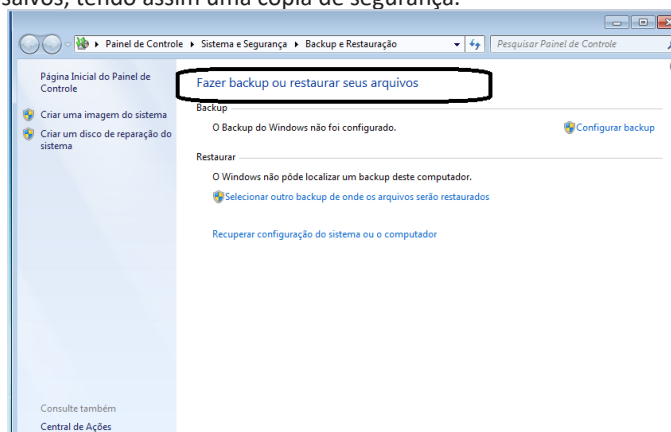 salvos, tendo assim uma cópia de segurança.
Painel de Controle ▸ Sistema e Segurança ▸ Backup e Restauração
Pesquisar Painel de Controle
Página Inicial do Painel de
Controle
Criar uma imagem do sistema
Criar um disco de reparação do
sistema
Fazer backup ou restaurar seus arquivos
Backup
O Backup do Windows não foi configurado.
Configurar backup
Restaurar
O Windows não pôde localizar um backup deste computador.
Selecionar outro backup de onde os arquivos serão restaurados
Recuperar configuração do sistema ou o computador
Consulte também
Central de Ações